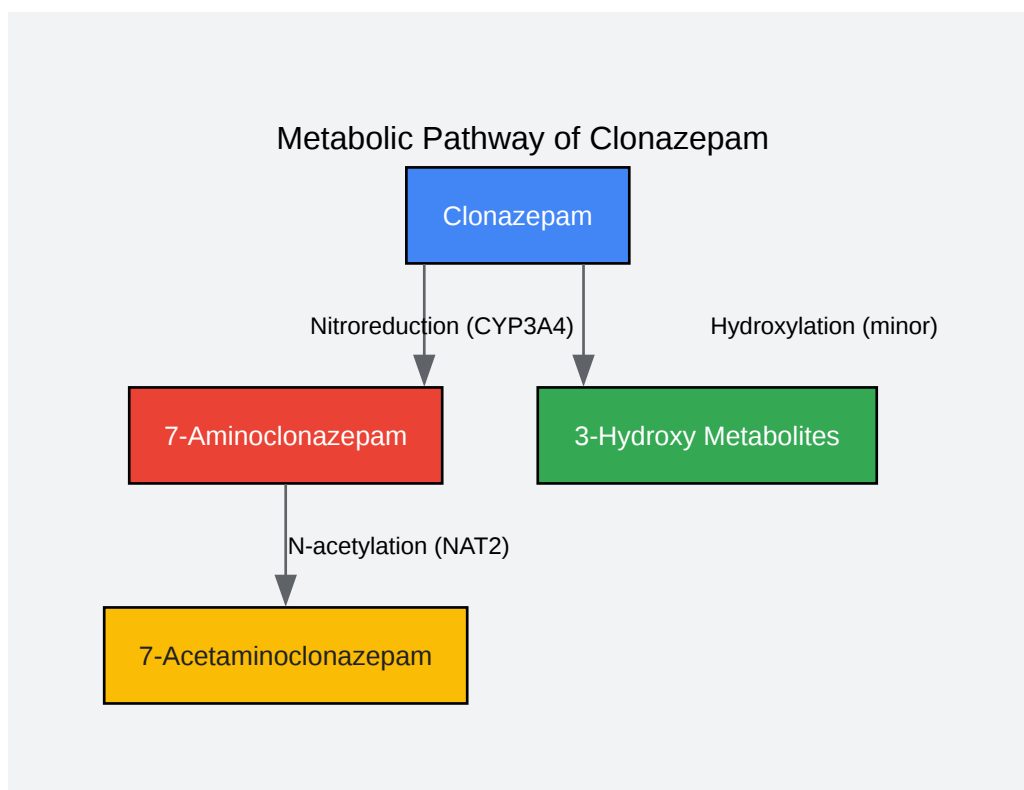 Metabolic Pathway of Clonazepam
Clonazepam
Nitroreduction (CYP3A4)
Hydroxylation (minor)
7-Aminoclonazepam
3-Hydroxy Metabolites
N-acetylation (NAT2)
7-Acetaminoclonazepam